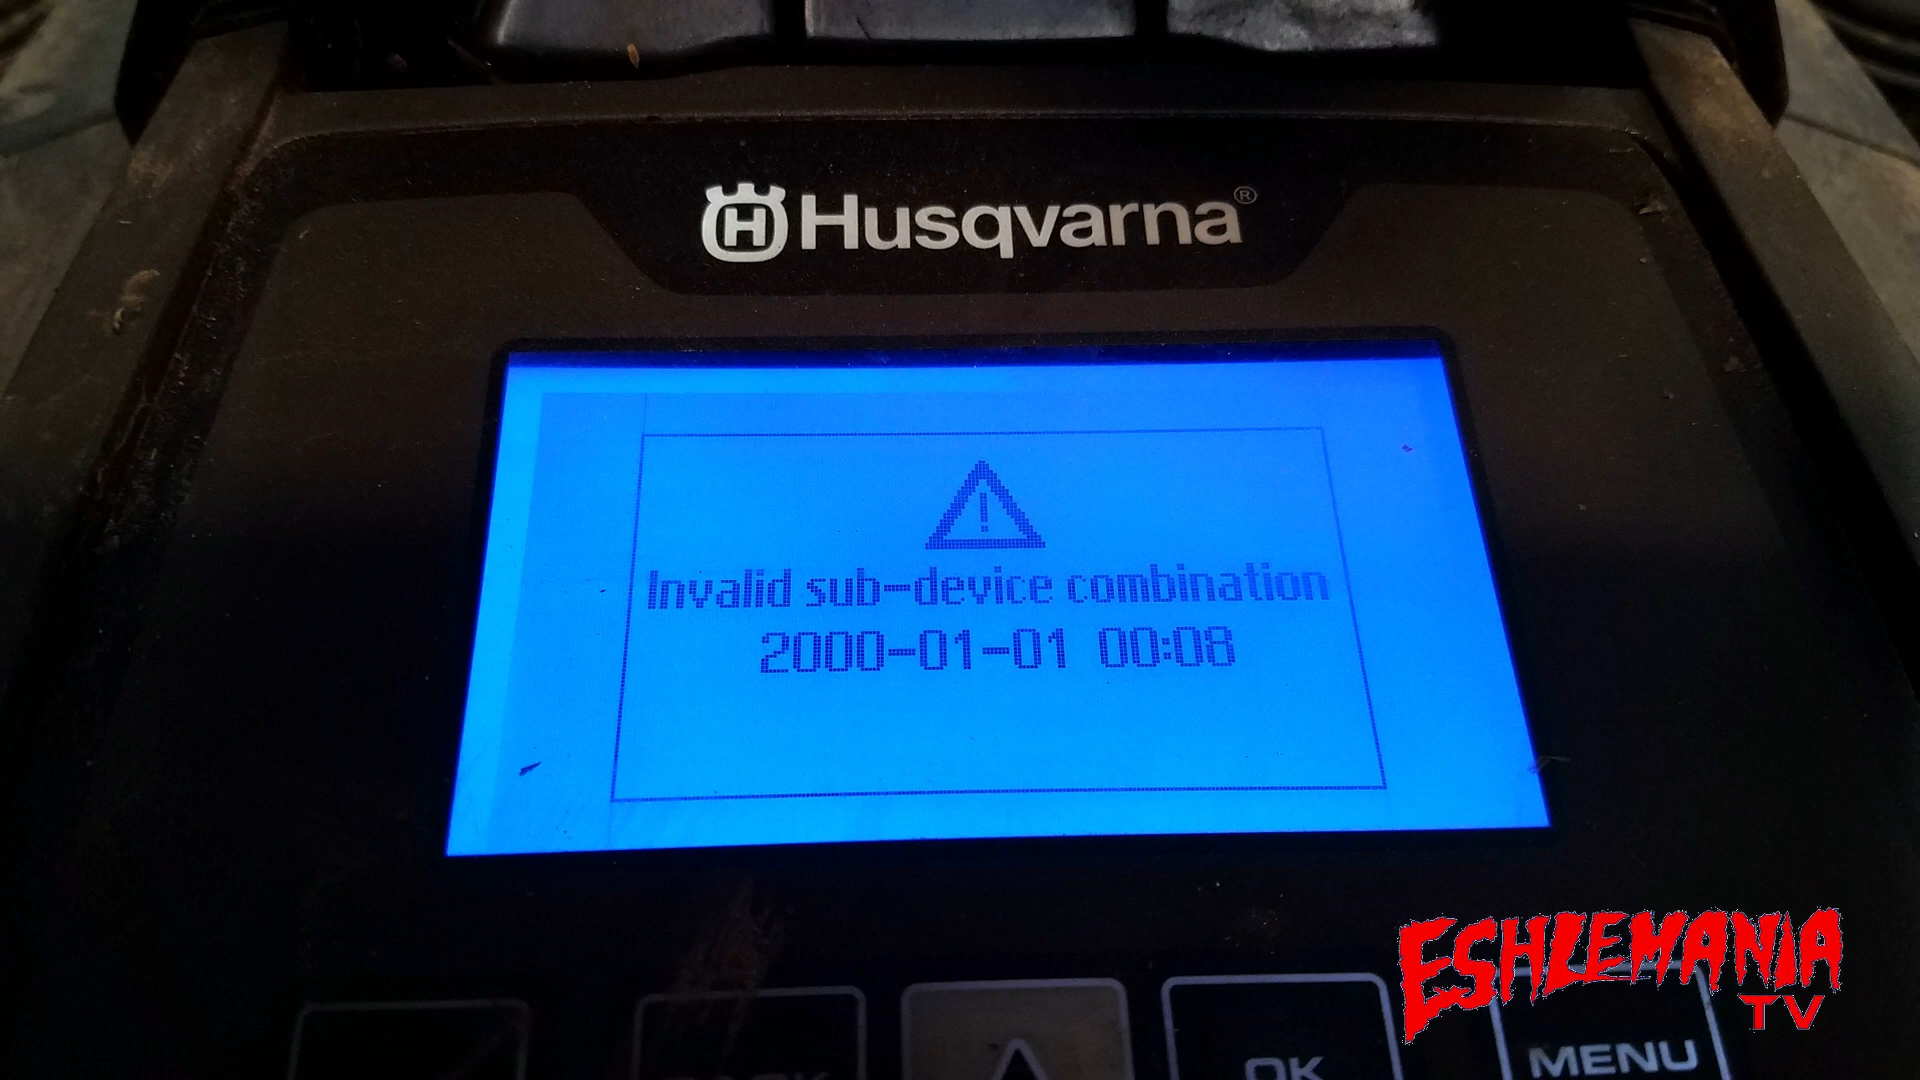 Husqvarna®
Invalid sub-device combination
2000-01-01 00:08
OK
MENU
ESHLEMANIA
TV